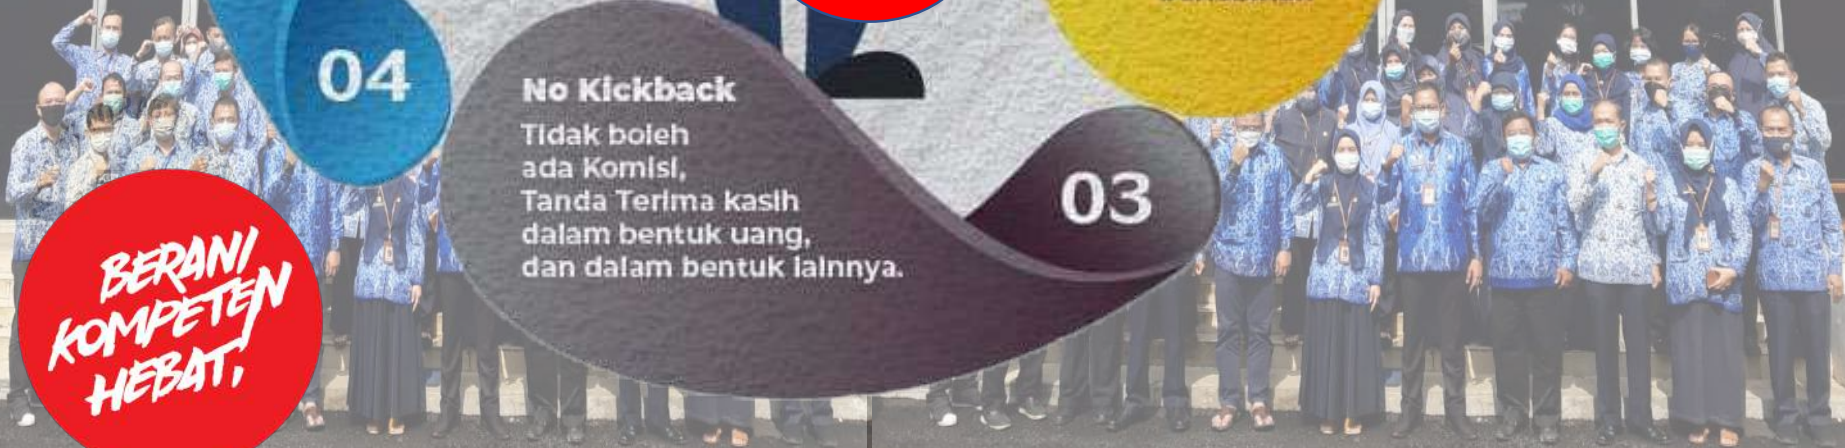 04
No Kickback
Tidak boleh
ada Komisi,
Tanda Terima kasih
dalam bentuk uang,
dan dalam bentuk lainnya.
03
BERANI
KOMPETEN
HEBAT,